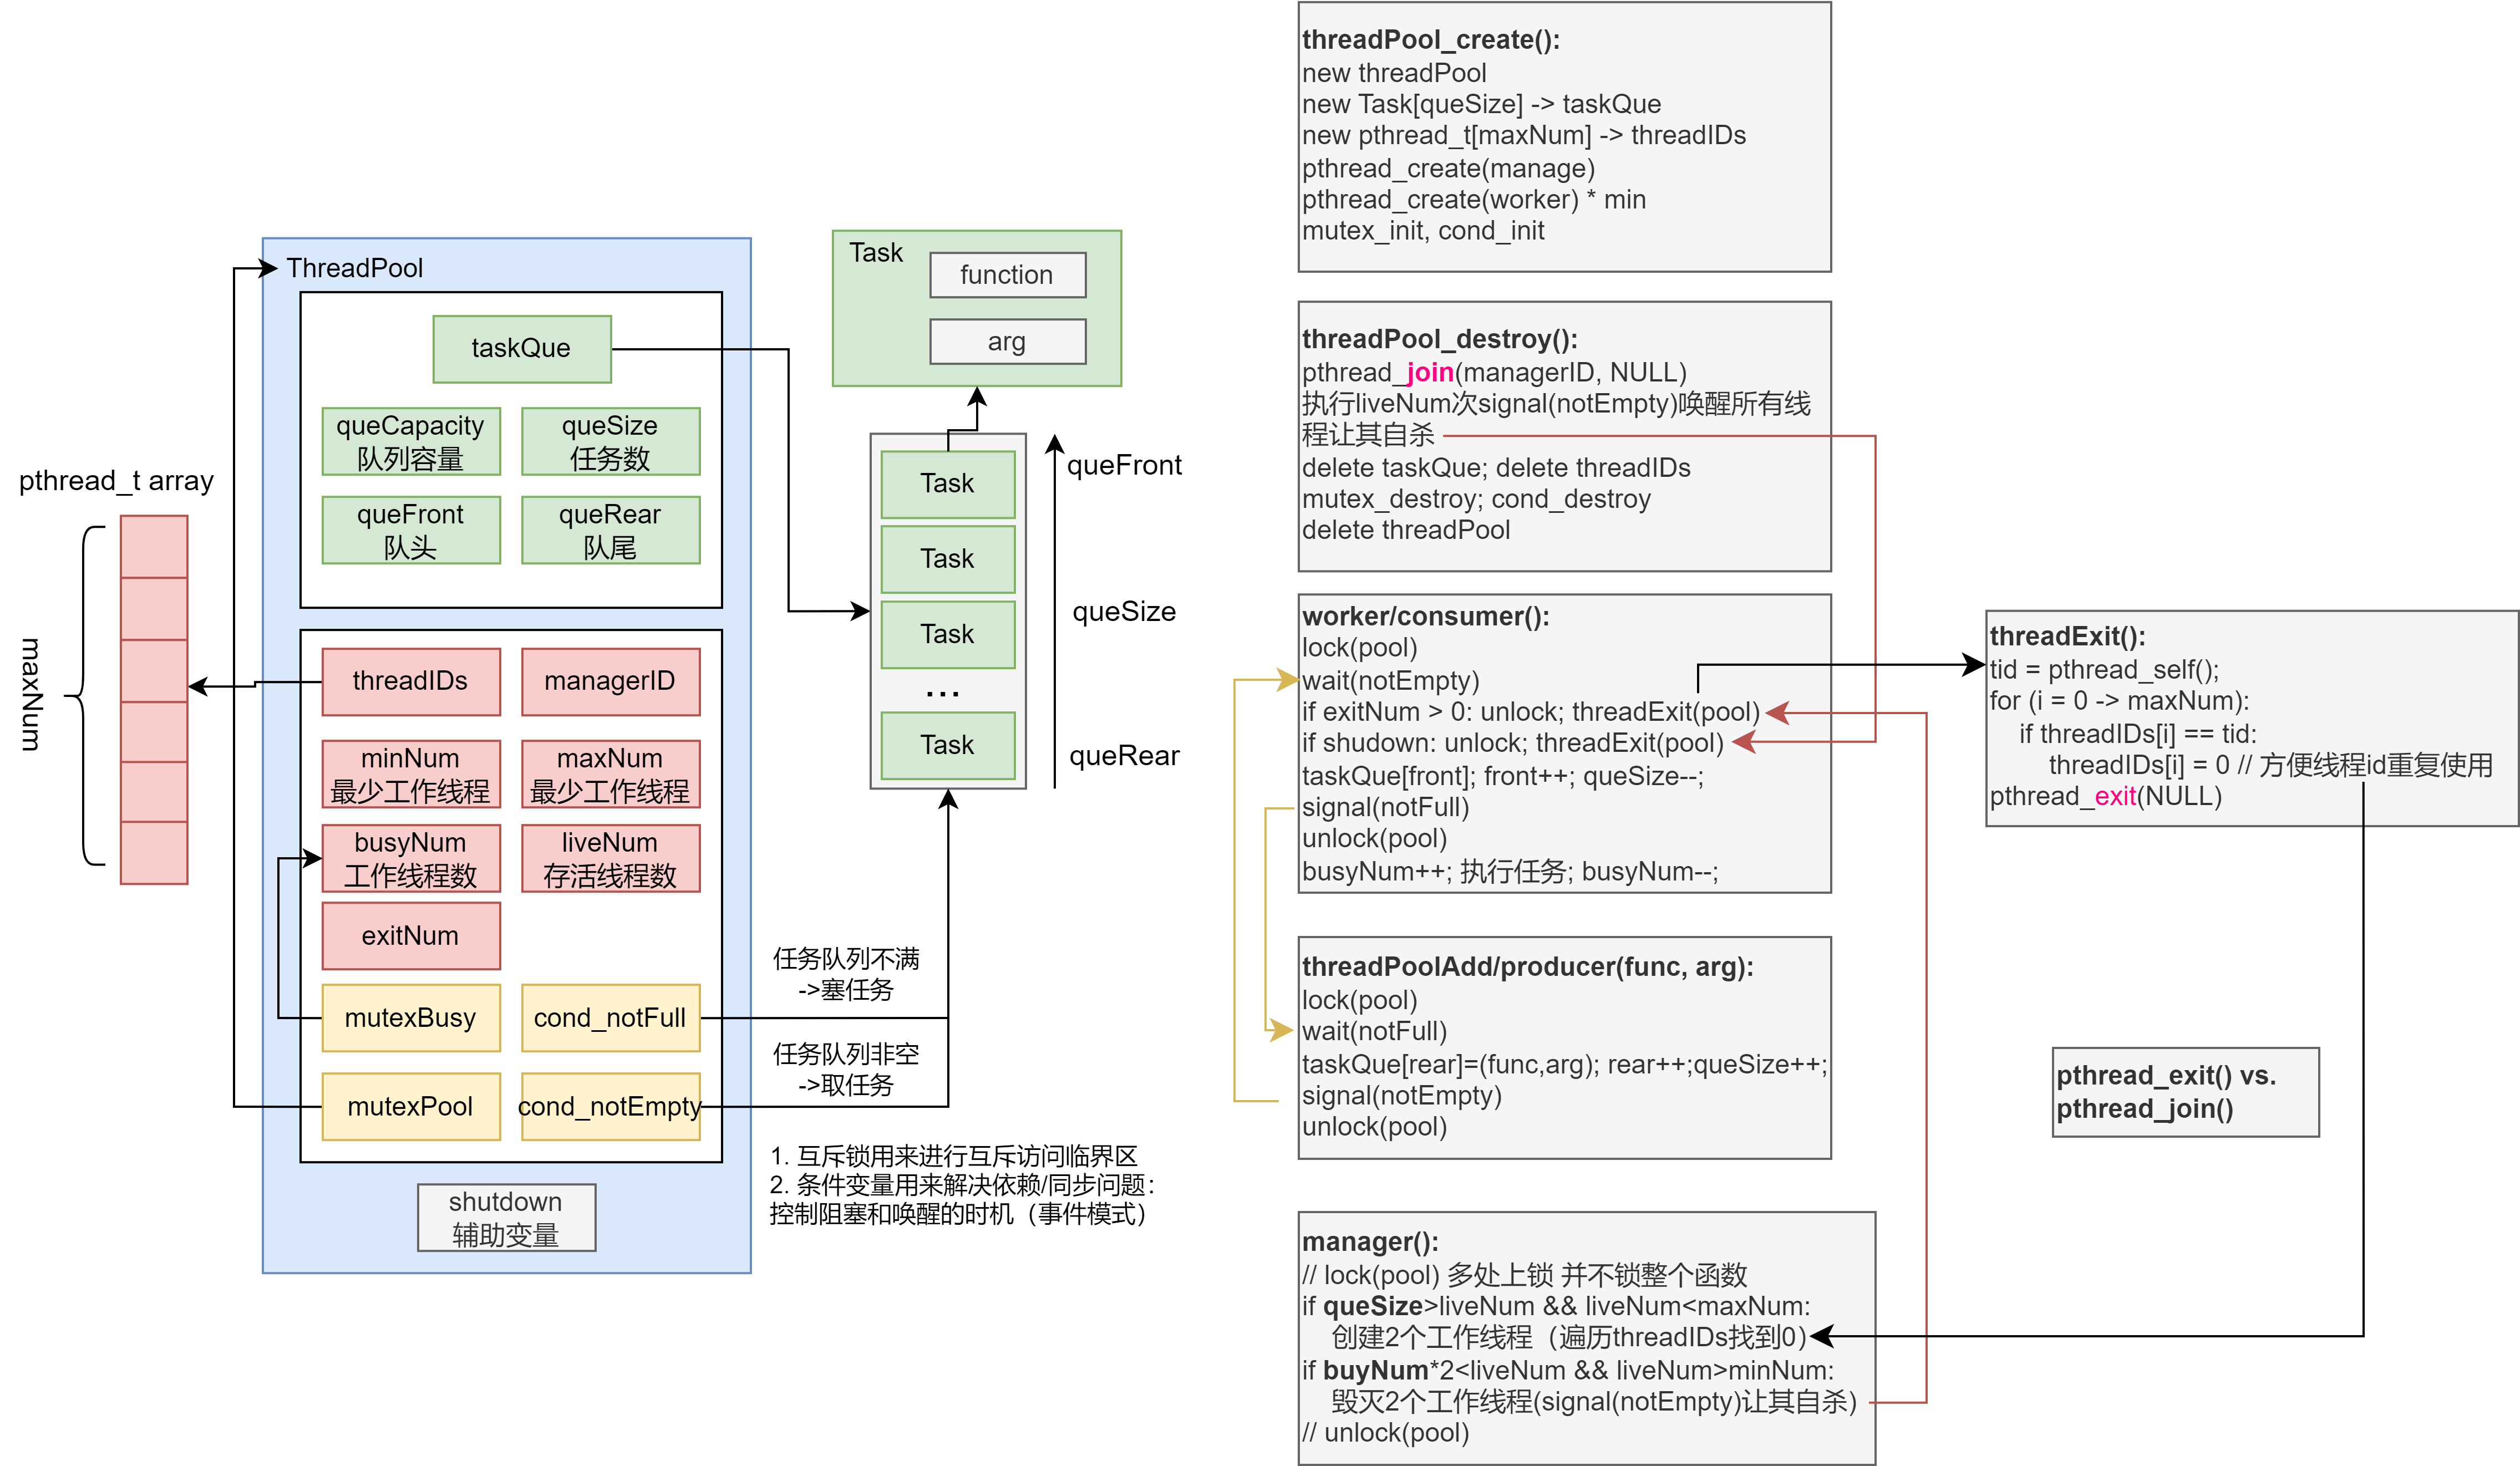 pthread_t array
maxNum
ThreadPool
taskQue
queCapacity
队列容量
queSize
任务数
queFront
队头
queRear
队尾
threadIDs
managerID
minNum
最少工作线程
maxNum
最少工作线程
busyNum
工作线程数
liveNum
存活线程数
exitNum
mutexBusy
cond_notFull
mutexPool
cond_notEmpty
shutdown
辅助变量
Task
function
arg
Task
Task
Task
...
Task
queFront
queSize
queRear
任务队列不满
->塞任务
任务队列非空
->取任务
1. 互斥锁用来进行互斥访问临界区
2. 条件变量用来解决依赖/同步问题：
控制阻塞和唤醒的时机（事件模式）
threadPool_create():
new threadPool
new Task[queSize] -> taskQue
new pthread_t[maxNum] -> threadIDs
pthread_create(manage)
pthread_create(worker) * min
mutex_init, cond_init
threadPool_destroy():
pthread_join(managerID, NULL)
执行liveNum次signal(notEmpty)唤醒所有线
程让其自杀
delete taskQue; delete threadIDs
mutex_destroy; cond_destroy
delete threadPool
worker/consumer():
lock(pool)
wait(notEmpty)
if exitNum > 0: unlock; threadExit(pool)
if shudown: unlock; threadExit(pool)
taskQue[front]; front++; queSize--;
signal(notFull)
unlock(pool)
busyNum++; 执行任务; busyNum--;
threadPoolAdd/producer(func, arg):
lock(pool)
wait(notFull)
taskQue[rear]=(func,arg); rear++;queSize++;
signal(notEmpty)
unlock(pool)
manager():
// lock(pool) 多处上锁 并不锁整个函数
if queSize>liveNum && liveNum<maxNum:
创建2个工作线程（遍历threadIDs找到0）
if buyNum*2<liveNum && liveNum>minNum:
毁灭2个工作线程(signal(notEmpty)让其自杀)
// unlock(pool)
threadExit():
tid = pthread_self();
for (i = 0 -> maxNum):
if threadIDs[i] == tid:
threadIDs[i] = 0 // 方便线程id重复使用
pthread_exit(NULL)
pthread_exit() vs.
pthread_join()